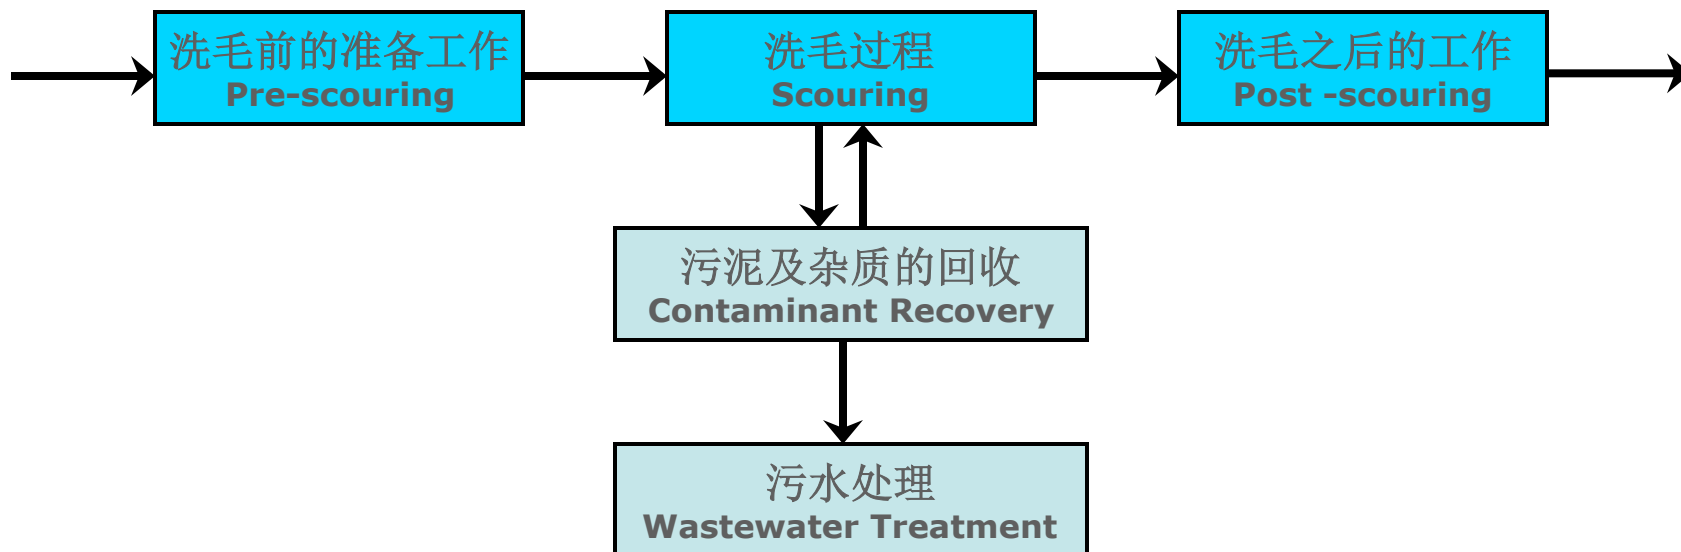 洗毛前的准备工作
Pre-scouring
洗毛过程
Scouring
洗毛之后的工作
Post -scouring
污泥及杂质的回收
Contaminant Recovery
污水处理
Wastewater Treatment